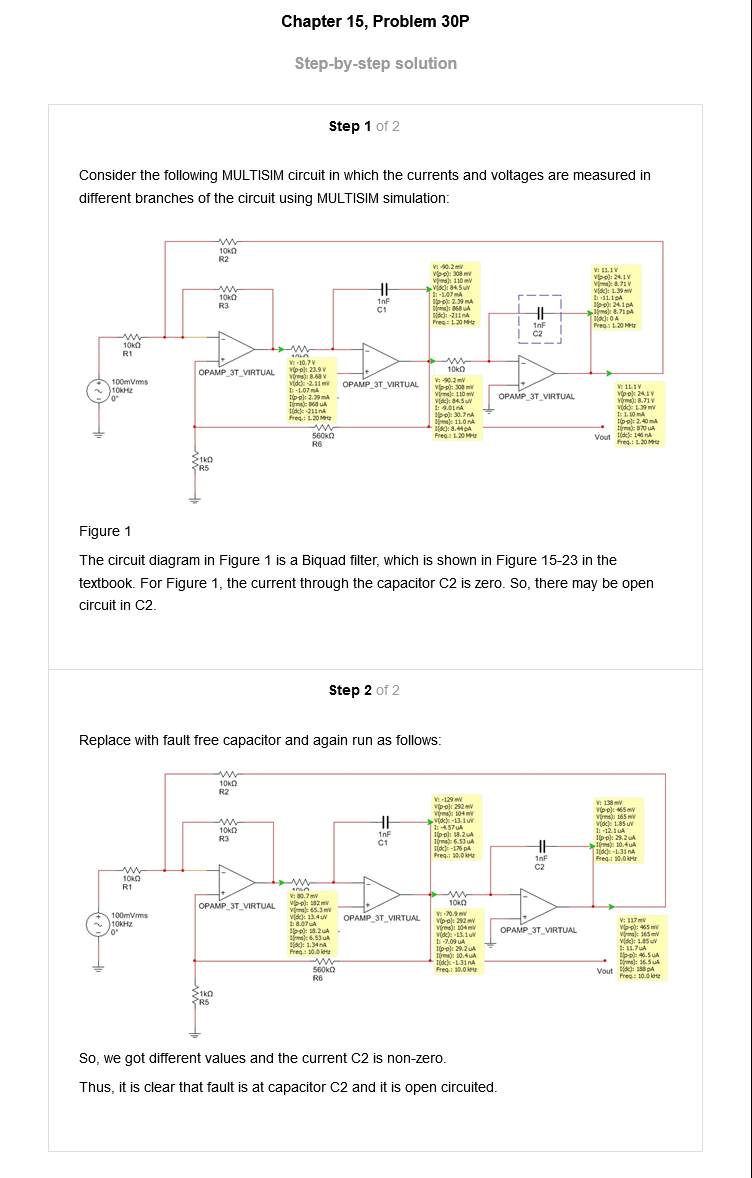 Chapter 15, Problem 30P
Step-by-step solution
Step 1 of 2
Consider the following MULTISIM circuit in which the currents and voltages are measured in
different branches of the circuit using MULTISIM simulation:
10kΩ
R2
10kΩ
R3
10kΩ
R1
100mVrms
10kHz
0°
OPAMP_3T_VIRTUAL
V: -10.7 V
V(p-p): 23.9 V
V(rms): 8.68 V
V(dc): -2.11 mV
I: -1.07 mA
I(p-p): 2.39 mA
I(rms): 868 uA
I(dc): -211 nA
Freq.: 1.20 MHz
1nF
C1
OPAMP_3T_VIRTUAL
V: -90.2 mV
V(p-p): 308 mV
V(rms): 110 mV
V(dc): 84.5 uV
I: -1.07 mA
I(p-p): 2.39 mA
I(rms): 868 uA
I(dc): -211 nA
Freq.: 1.20 MHz
10kΩ
V: -90.2 mV
V(p-p): 308 mV
V(rms): 110 mV
V(dc): 84.5 uV
I: -9.01 nA
I(p-p): 30.7 nA
I(rms): 11.0 nA
I(dc): 8.44 pA
Freq.: 1.20 MHz
1nF
C2
OPAMP_3T_VIRTUAL
V: 11.1 V
V(p-p): 24.1 V
V(rms): 8.71 V
V(dc): 1.39 mV
I: -11.1 pA
I(p-p): 24.1 pA
I(rms): 8.71 pA
I(dc): 0 A
Freq.: 1.20 MHz
V: 11.1 V
V(p-p): 24.1 V
V(rms): 8.71 V
V(dc): 1.39 mV
I: 1.10 mA
I(p-p): 2.40 mA
I(rms): 870 uA
I(dc): 146 nA
Freq.: 1.20 MHz
Vout
560kΩ
R6
1kΩ
R5
Figure 1
The circuit diagram in Figure 1 is a Biquad filter, which is shown in Figure 15-23 in the
textbook. For Figure 1, the current through the capacitor C2 is zero. So, there may be open
circuit in C2.
Step 2 of 2
Replace with fault free capacitor and again run as follows:
10kΩ
R2
10kΩ
R3
10kΩ
R1
100mVrms
10kHz
0°
OPAMP_3T_VIRTUAL
V: 80.7 mV
V(p-p): 182 mV
V(rms): 65.3 mV
V(dc): 13.4 uV
I: 8.07 uA
I(p-p): 18.2 uA
I(rms): 6.53 uA
I(dc): 1.34 nA
Freq.: 10.0 kHz
1nF
C1
OPAMP_3T_VIRTUAL
V: -129 mV
V(p-p): 292 mV
V(rms): 104 mV
V(dc): -13.1 uV
I: -4.57 uA
I(p-p): 18.2 uA
I(rms): 6.53 uA
I(dc): -176 pA
Freq.: 10.0 kHz
10kΩ
V: -70.9 mV
V(p-p): 292 mV
V(rms): 104 mV
V(dc): -13.1 uV
I: -7.09 uA
I(p-p): 29.2 uA
I(rms): 10.4 uA
I(dc): -1.31 nA
Freq.: 10.0 kHz
1nF
C2
OPAMP_3T_VIRTUAL
V: 138 mV
V(p-p): 465 mV
V(rms): 165 mV
V(dc): 1.85 uV
I: -12.1 uA
I(p-p): 29.2 uA
I(rms): 10.4 uA
I(dc): -1.31 nA
Freq.: 10.0 kHz
V: 117 mV
V(p-p): 465 mV
V(rms): 165 mV
V(dc): 1.85 uV
I: 11.7 uA
I(p-p): 46.5 uA
I(rms): 16.5 uA
I(dc): 188 pA
Freq.: 10.0 kHz
Vout
560kΩ
R6
1kΩ
R5
So, we got different values and the current C2 is non-zero.
Thus, it is clear that fault is at capacitor C2 and it is open circuited.